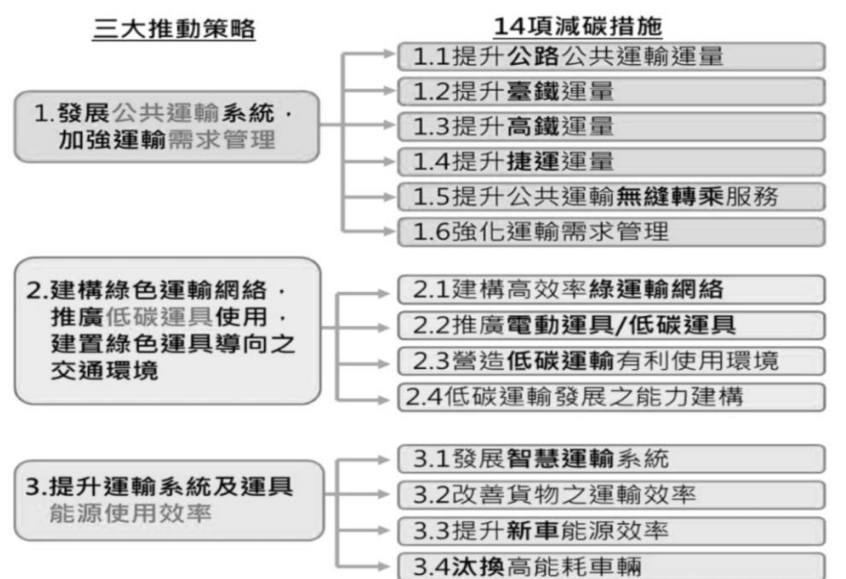 三大推動策略
14項減碳措施
1.發展公共運輸系統，
加強運輸需求管理
1.1提升公路公共運輸運量
1.2提升臺鐵運量
1.3提升高鐵運量
1.4提升捷運運量
1.5提升公共運輸無縫轉乘服務
1.6強化運輸需求管理
2.建構綠色運輸網絡，
推廣低碳運具使用，
建置綠色運具導向之
交通環境
2.1建構高效率綠運輸網絡
2.2推廣電動運具/低碳運具
2.3營造低碳運輸有利使用環境
2.4低碳運輸發展之能力建構
3.提升運輸系統及運具
能源使用效率
3.1發展智慧運輸系統
3.2改善貨物之運輸效率
3.3提升新車能源效率
3.4汰換高能耗車輛